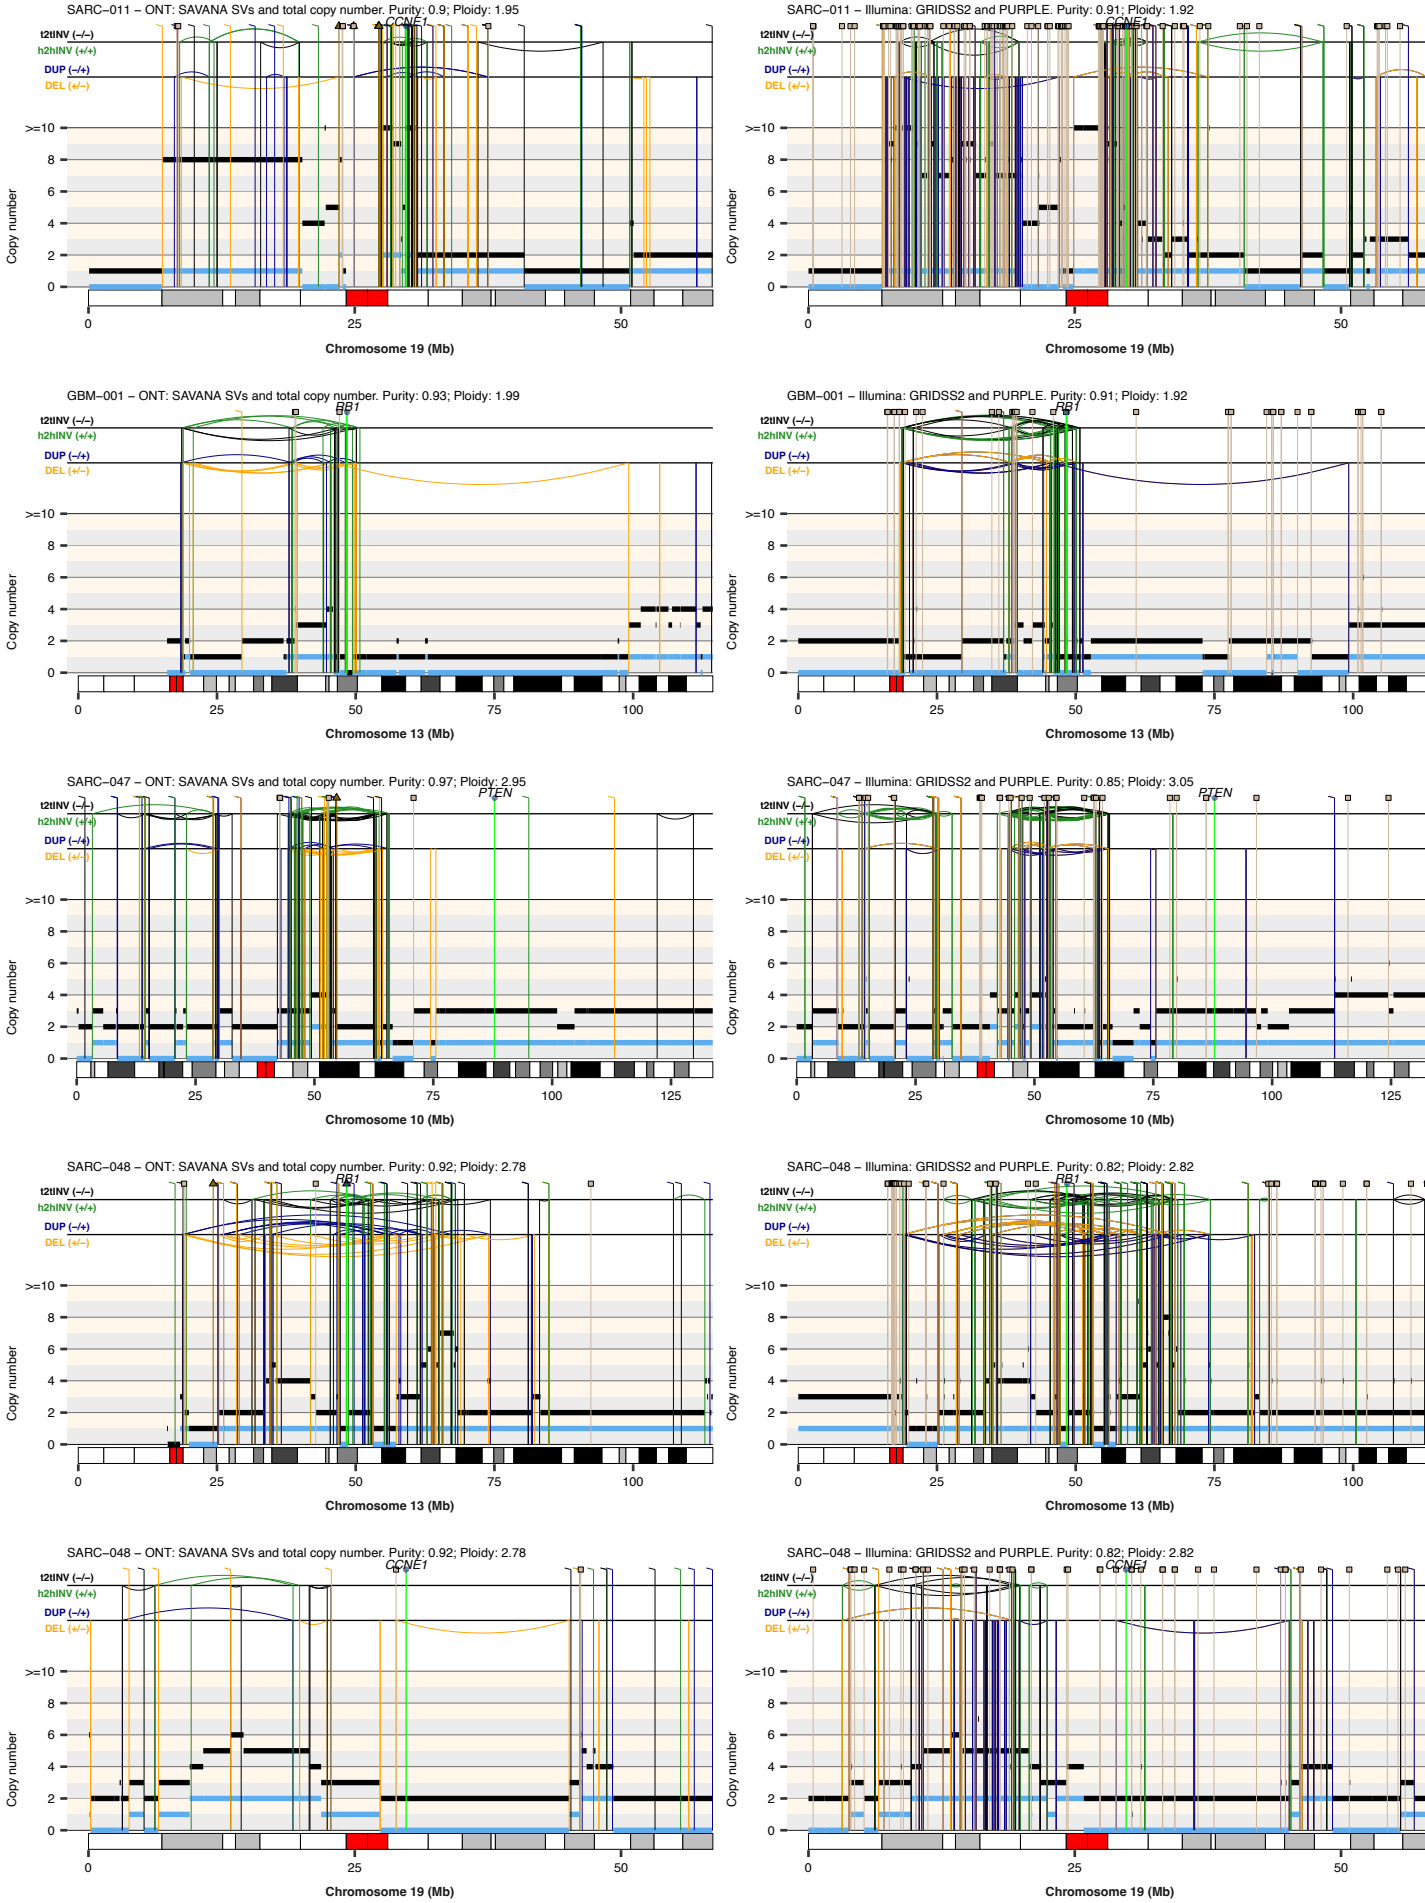 SARC−011 − ONT: SAVANA SVs and total copy number. Purity: 0.9; Ploidy: 1.95
CCNE1
t2tINV (−/−)
h2hINV (+/+)
DUP (−/+)
DEL (+/−)
>=10
8
6
4
2
0
Copy number
0 25 50
Chromosome 19 (Mb)
SARC−011 − Illumina: GRIDSS2 and PURPLE. Purity: 0.91; Ploidy: 1.92
CCNE1
t2tINV (−/−)
h2hINV (+/+)
DUP (−/+)
DEL (+/−)
>=10
8
6
4
2
0
Copy number
0 25 50
Chromosome 19 (Mb)
GBM−001 − ONT: SAVANA SVs and total copy number. Purity: 0.93; Ploidy: 1.99
RB1
t2tINV (−/−)
h2hINV (+/+)
DUP (−/+)
DEL (+/−)
>=10
8
6
4
2
0
Copy number
0 25 50 75 100
Chromosome 13 (Mb)
GBM−001 − Illumina: GRIDSS2 and PURPLE. Purity: 0.91; Ploidy: 1.92
RB1
t2tINV (−/−)
h2hINV (+/+)
DUP (−/+)
DEL (+/−)
>=10
8
6
4
2
0
Copy number
0 25 50 75 100
Chromosome 13 (Mb)
SARC−047 − ONT: SAVANA SVs and total copy number. Purity: 0.97; Ploidy: 2.95
PTEN
t2tINV (−/−)
h2hINV (+/+)
DUP (−/+)
DEL (+/−)
>=10
8
6
4
2
0
Copy number
0 25 50 75 100 125
Chromosome 10 (Mb)
SARC−047 − Illumina: GRIDSS2 and PURPLE. Purity: 0.85; Ploidy: 3.05
PTEN
t2tINV (−/−)
h2hINV (+/+)
DUP (−/+)
DEL (+/−)
>=10
8
6
4
2
0
Copy number
0 25 50 75 100 125
Chromosome 10 (Mb)
SARC−048 − ONT: SAVANA SVs and total copy number. Purity: 0.92; Ploidy: 2.78
RB1
t2tINV (−/−)
h2hINV (+/+)
DUP (−/+)
DEL (+/−)
>=10
8
6
4
2
0
Copy number
0 25 50 75 100
Chromosome 13 (Mb)
SARC−048 − Illumina: GRIDSS2 and PURPLE. Purity: 0.82; Ploidy: 2.82
RB1
t2tINV (−/−)
h2hINV (+/+)
DUP (−/+)
DEL (+/−)
>=10
8
6
4
2
0
Copy number
0 25 50 75 100
Chromosome 13 (Mb)
SARC−048 − ONT: SAVANA SVs and total copy number. Purity: 0.92; Ploidy: 2.78
CCNE1
t2tINV (−/−)
h2hINV (+/+)
DUP (−/+)
DEL (+/−)
>=10
8
6
4
2
0
Copy number
0 25 50
Chromosome 19 (Mb)
SARC−048 − Illumina: GRIDSS2 and PURPLE. Purity: 0.82; Ploidy: 2.82
CCNE1
t2tINV (−/−)
h2hINV (+/+)
DUP (−/+)
DEL (+/−)
>=10
8
6
4
2
0
Copy number
0 25 50
Chromosome 19 (Mb)